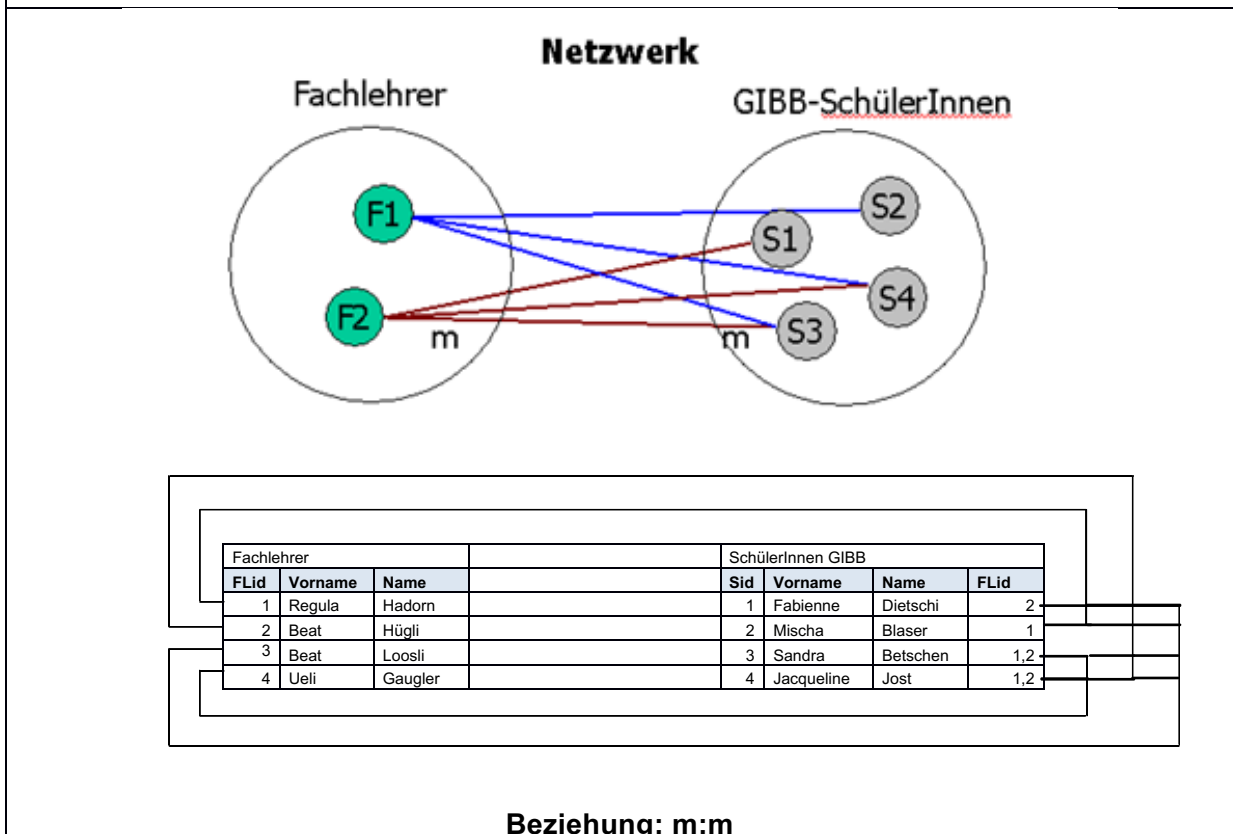 Netzwerk
Fachlehrer
GIBB-SchülerInnen
F1
S2
S1
S4
F2
S3
m
m
Fachlehrer SchülerInnen GIBB
FLid Vorname Name Sid Vorname Name FLid
1 Regula Hadorn 1 Fabienne Dietschi 2
2 Beat Hügli 2 Mischa Blaser 1
3 Beat Loosli 3 Sandra Betschen 1,2
4 Ueli Gaugler 4 Jacqueline Jost 1,2
Beziehung: m:m